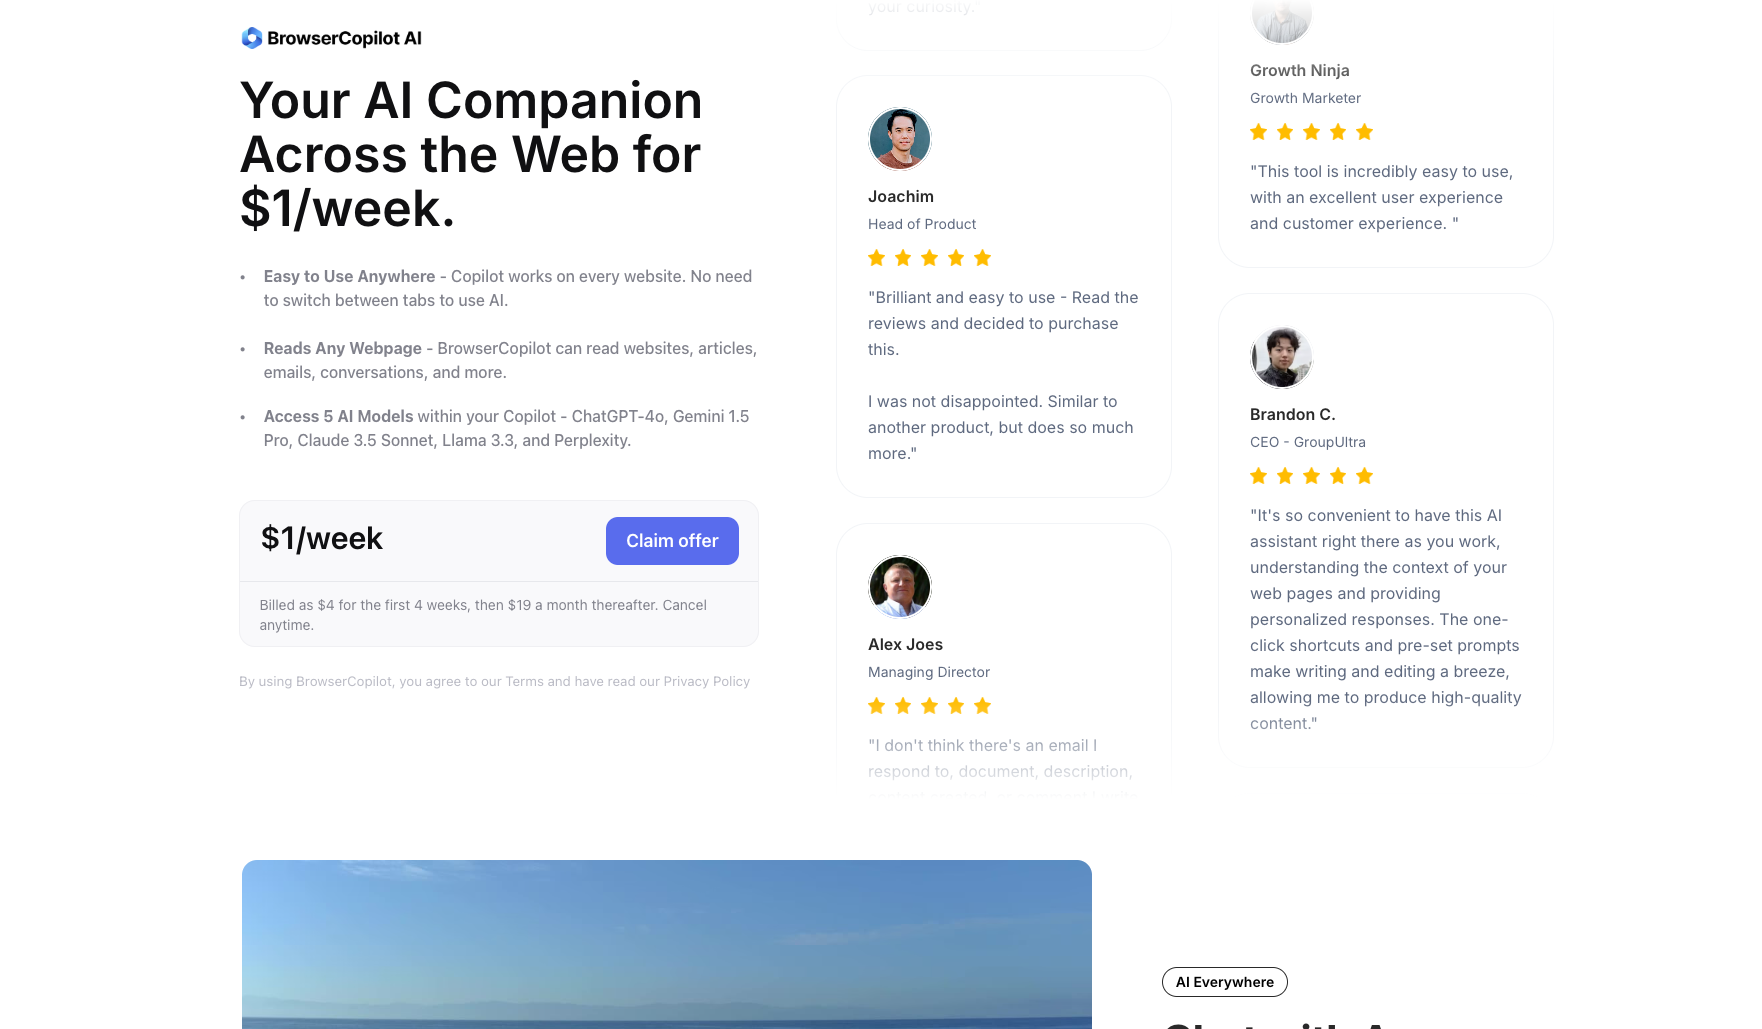 BrowserCopilot AI
Your AI Companion
Across the Web for
$1/week.
• Easy to Use Anywhere - Copilot works on every website. No need
to switch between tabs to use AI.
• Reads Any Webpage - BrowserCopilot can read websites, articles,
emails, conversations, and more.
• Access 5 AI Models within your Copilot - ChatGPT-4o, Gemini 1.5
Pro, Claude 3.5 Sonnet, Llama 3.3, and Perplexity.
$1/week
Claim offer
Billed as $4 for the first 4 weeks, then $19 a month thereafter. Cancel
anytime.
By using BrowserCopilot, you agree to our Terms and have read our Privacy Policy
your curiosity."
Joachim
Head of Product
"Brilliant and easy to use - Read the
reviews and decided to purchase
this.
I was not disappointed. Similar to
another product, but does so much
more."
Alex Joes
Managing Director
"I don't think there's an email I
respond to, document, description,
Growth Ninja
Growth Marketer
"This tool is incredibly easy to use,
with an excellent user experience
and customer experience. "
Brandon C.
CEO - GroupUltra
"It's so convenient to have this AI
assistant right there as you work,
understanding the context of your
web pages and providing
personalized responses. The one-
click shortcuts and pre-set prompts
make writing and editing a breeze,
allowing me to produce high-quality
content."
AI Everywhere